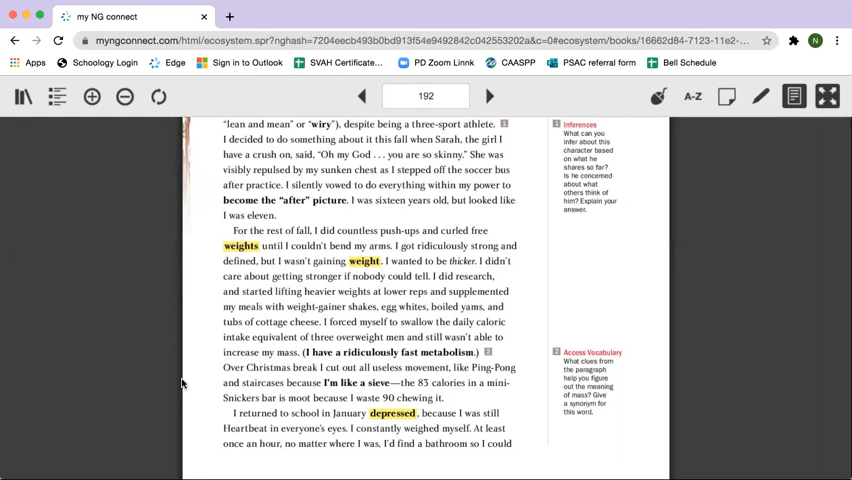 my NG connect
myngconnect.com/html/ecosystem.spr?nghash=7204eecb493b0bd913f54e9492842c042553202a&c=0#ecosystem/books/16662d84-7123-11e2-...
N
Apps
Schoology Login
Edge
Sign in to Outlook
SVAH Certificate...
PD Zoom Linnk
CAASPP
PSAC referral form
Bell Schedule
192
A-Z
"lean and mean" or "wiry"), despite being a three-sport athlete. 1
I decided to do something about it this fall when Sarah, the girl I
have a crush on, said, "Oh my God . . . you are so skinny." She was
visibly repulsed by my sunken chest as I stepped off the soccer bus
after practice. I silently vowed to do everything within my power to
become the "after" picture. I was sixteen years old, but looked like
I was eleven.
For the rest of fall, I did countless push-ups and curled free
weights until I couldn't bend my arms. I got ridiculously strong and
defined, but I wasn't gaining weight. I wanted to be thicker. I didn't
care about getting stronger if nobody could tell. I did research,
and started lifting heavier weights at lower reps and supplemented
my meals with weight-gainer shakes, egg whites, boiled yams, and
tubs of cottage cheese. I forced myself to swallow the daily caloric
intake equivalent of three overweight men and still wasn't able to
increase my mass. (I have a ridiculously fast metabolism.) 2
Over Christmas break I cut out all useless movement, like Ping-Pong
and staircases because I'm like a sieve—the 83 calories in a mini-
Snickers bar is moot because I waste 90 chewing it.
I returned to school in January depressed, because I was still
Heartbeat in everyone's eyes. I constantly weighed myself. At least
once an hour, no matter where I was, I'd find a bathroom so I could
1 Inferences
What can you
infer about this
character based
on what he
shares so far?
Is he concerned
about what
others think of
him? Explain your
answer.
2 Access Vocabulary
What clues from
the paragraph
help you figure
out the meaning
of mass? Give
a synonym for
this word.